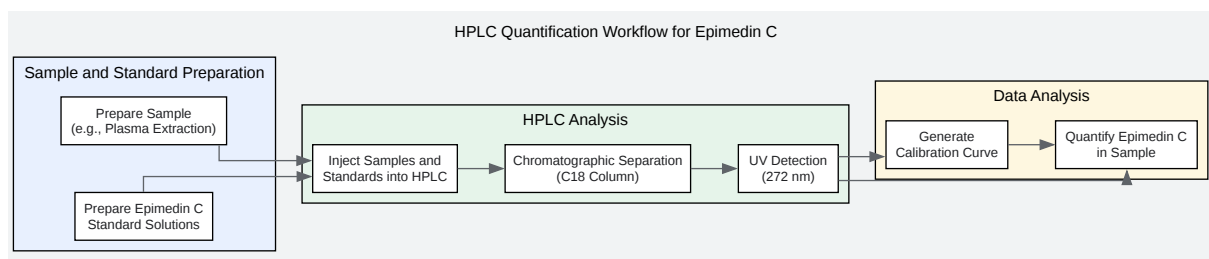 HPLC Quantification Workflow for Epimedin C
Sample and Standard Preparation
Prepare Sample
(e.g., Plasma Extraction)
Prepare Epimedin C
Standard Solutions
HPLC Analysis
Inject Samples and
Standards into HPLC
Chromatographic Separation
(C18 Column)
UV Detection
(272 nm)
Data Analysis
Generate
Calibration Curve
Quantify Epimedin C
in Sample